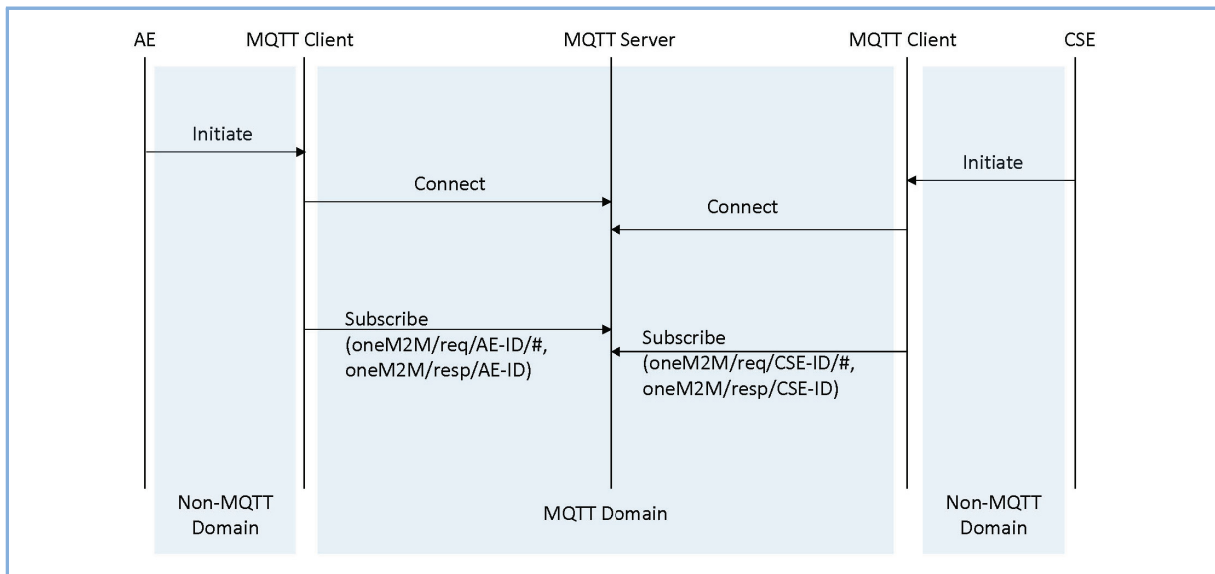 AE
MQTT Client
MQTT Server
MQTT Client
CSE
Initiate
Initiate
Connect
Connect
Subscribe
(oneM2M/req/AE-ID/#,
oneM2M/resp/AE-ID)
Subscribe
(oneM2M/req/CSE-ID/#,
oneM2M/resp/CSE-ID)
Non-MQTT
Domain
MQTT Domain
Non-MQTT
Domain